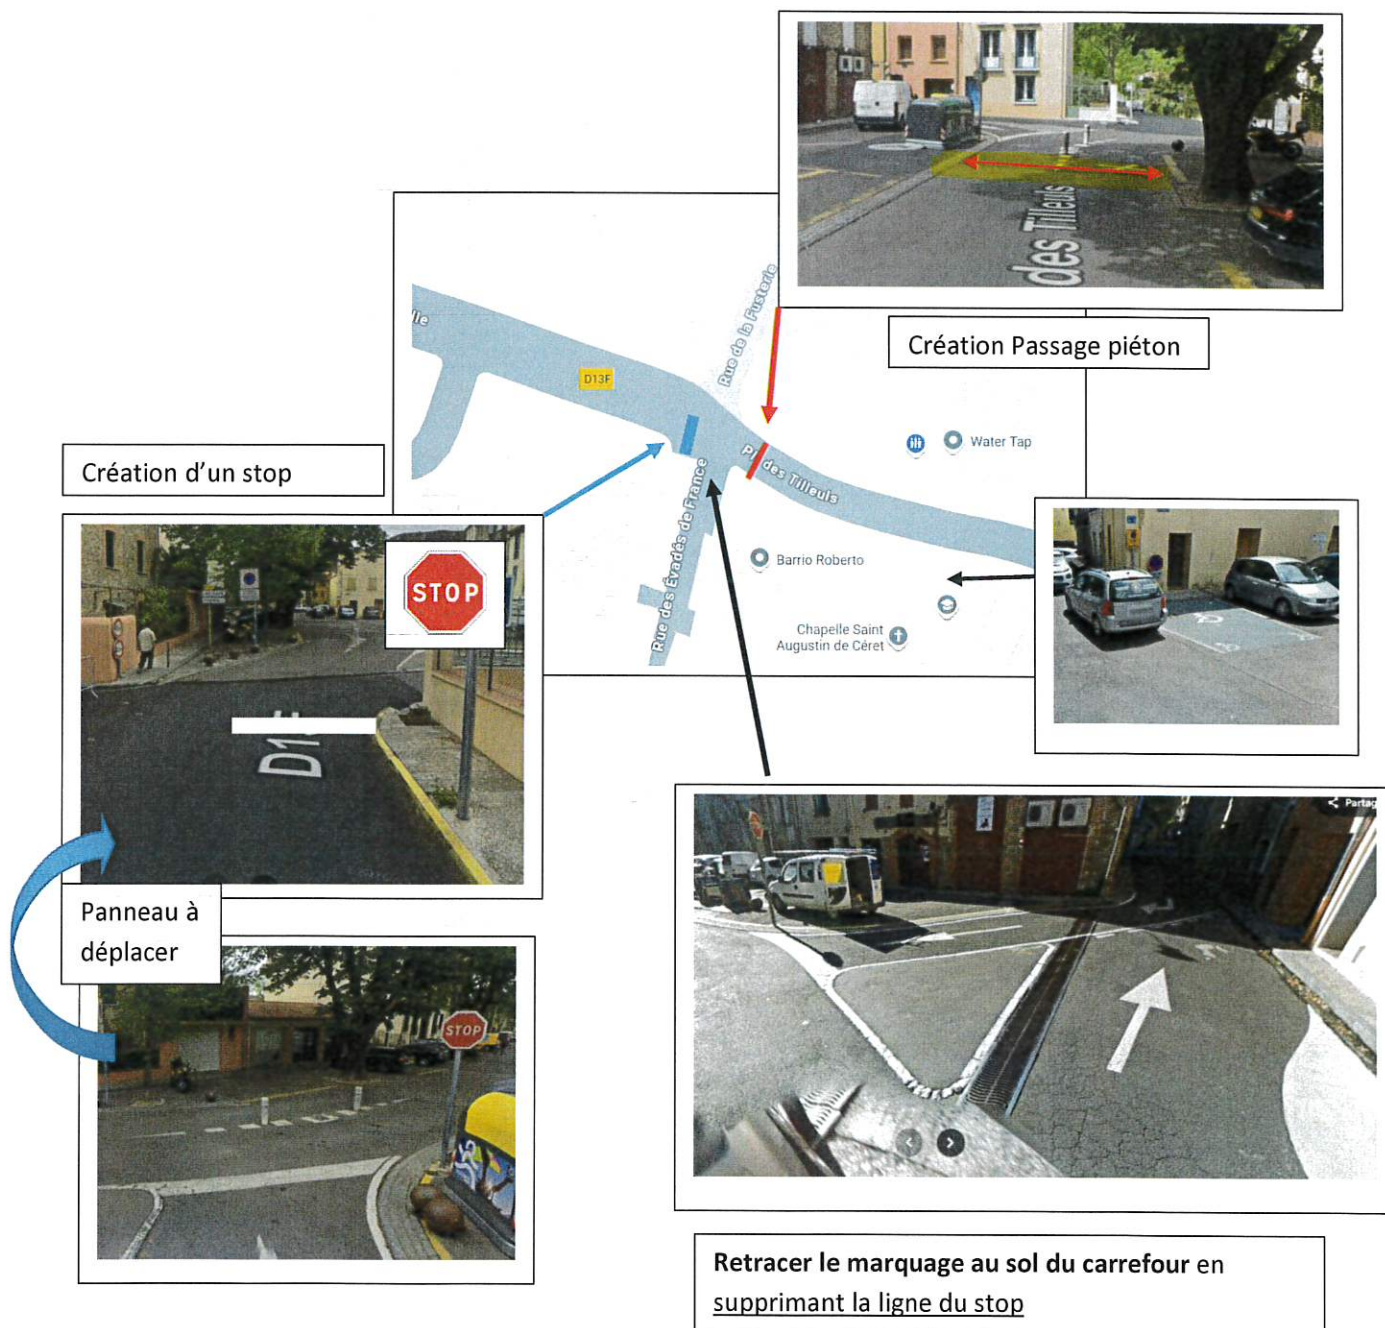 des Tilleuls
Création Passage piéton
Rue de la Fusterie
D13F
Water Tap
Pl. des Tilleuls
Création d'un stop
Rue des Évadés de France
Barrio Roberto
Chapelle Saint
Augustin de Céret
STOP
Panneau à
déplacer
STOP
Partag
Retracer le marquage au sol du carrefour en
supprimant la ligne du stop